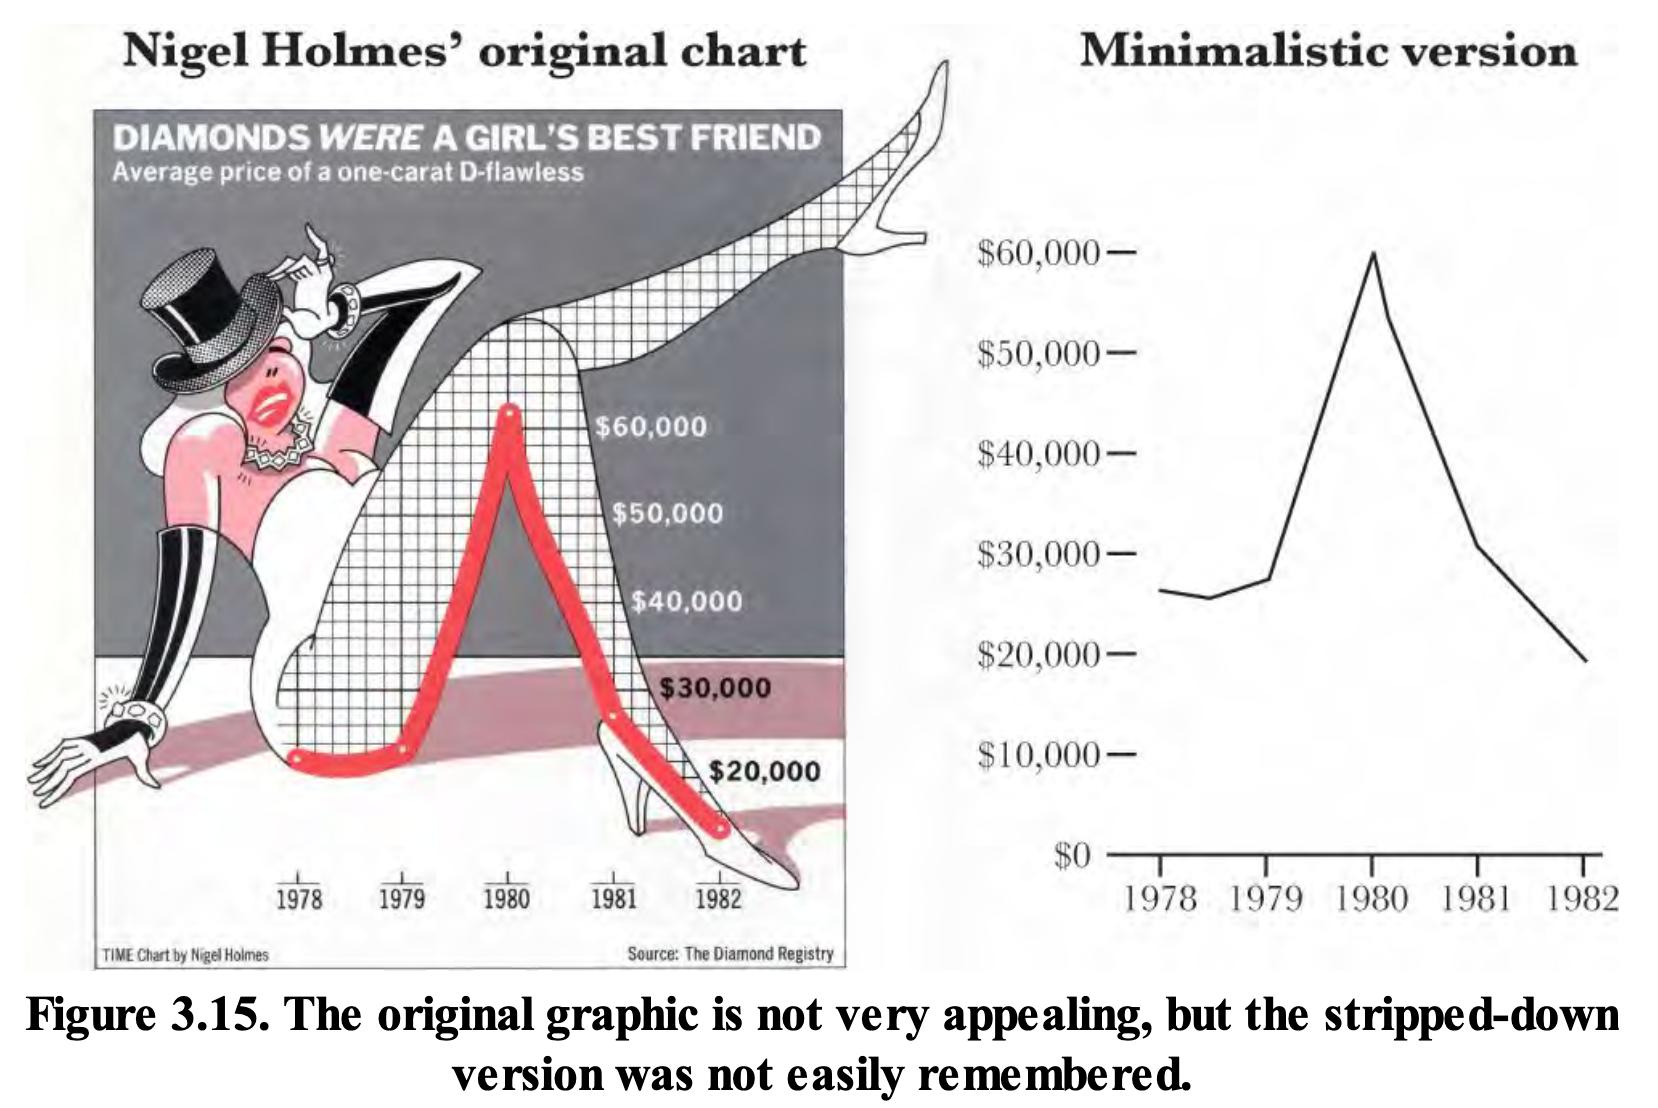 Nigel Holmes’ original chart
DIAMONDS WERE A GIRL'S BEST FRIEND
Average price of a one-carat D-flawless
$60,000
$50,000
$40,000
$30,000
$20,000
1978 1979 1980 1981 1982
TIME Chart by Nigel Holmes
Source: The Diamond Registry
Minimalistic version
$60,000
$50,000
$40,000
$30,000
$20,000
$10,000
$0
1978 1979 1980 1981 1982
Figure 3.15. The original graphic is not very appealing, but the stripped-down
version was not easily remembered.